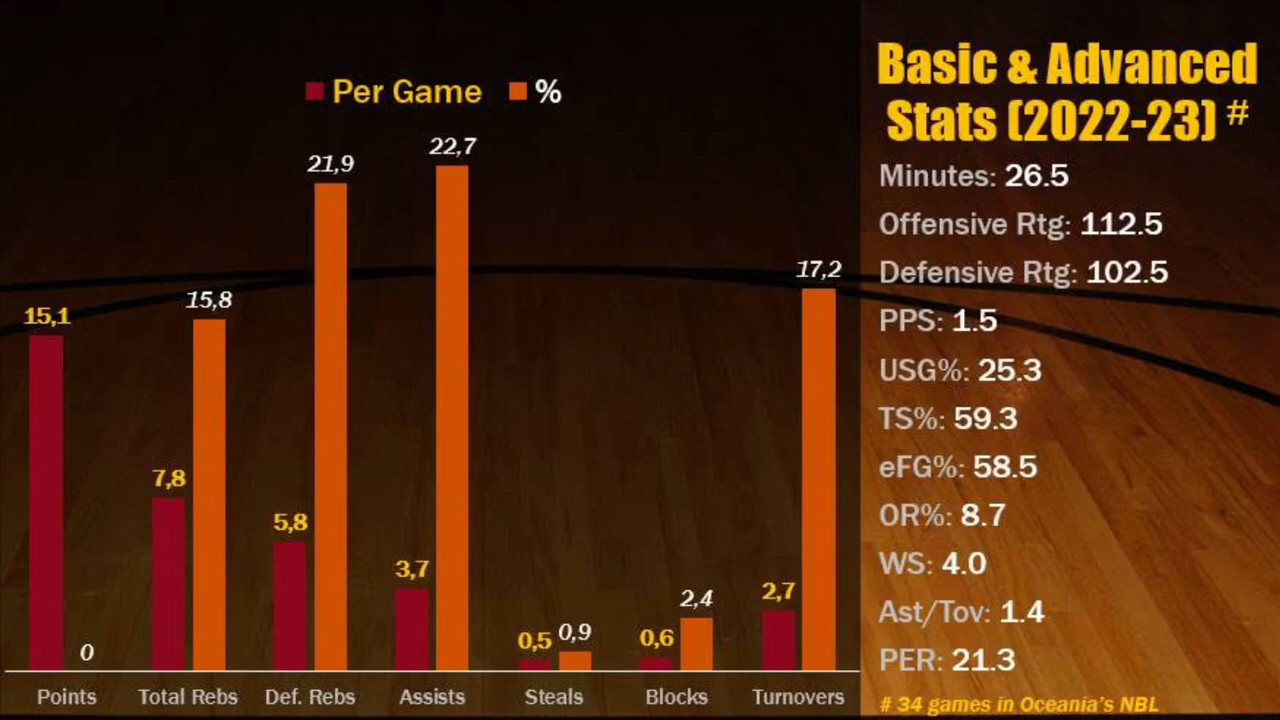 Per Game %
15,1 0
7,8 15,8
5,8 21,9
3,7 22,7
0,5 0,9
0,6 2,4
2,7 17,2
Points Total Rebs Def. Rebs Assists Steals Blocks Turnovers
Basic & Advanced
Stats (2022-23) #
Minutes: 26.5
Offensive Rtg: 112.5
Defensive Rtg: 102.5
PPS: 1.5
USG%: 25.3
TS%: 59.3
eFG%: 58.5
OR%: 8.7
WS: 4.0
Ast/Tov: 1.4
PER: 21.3
# 34 games in Oceania's NBL